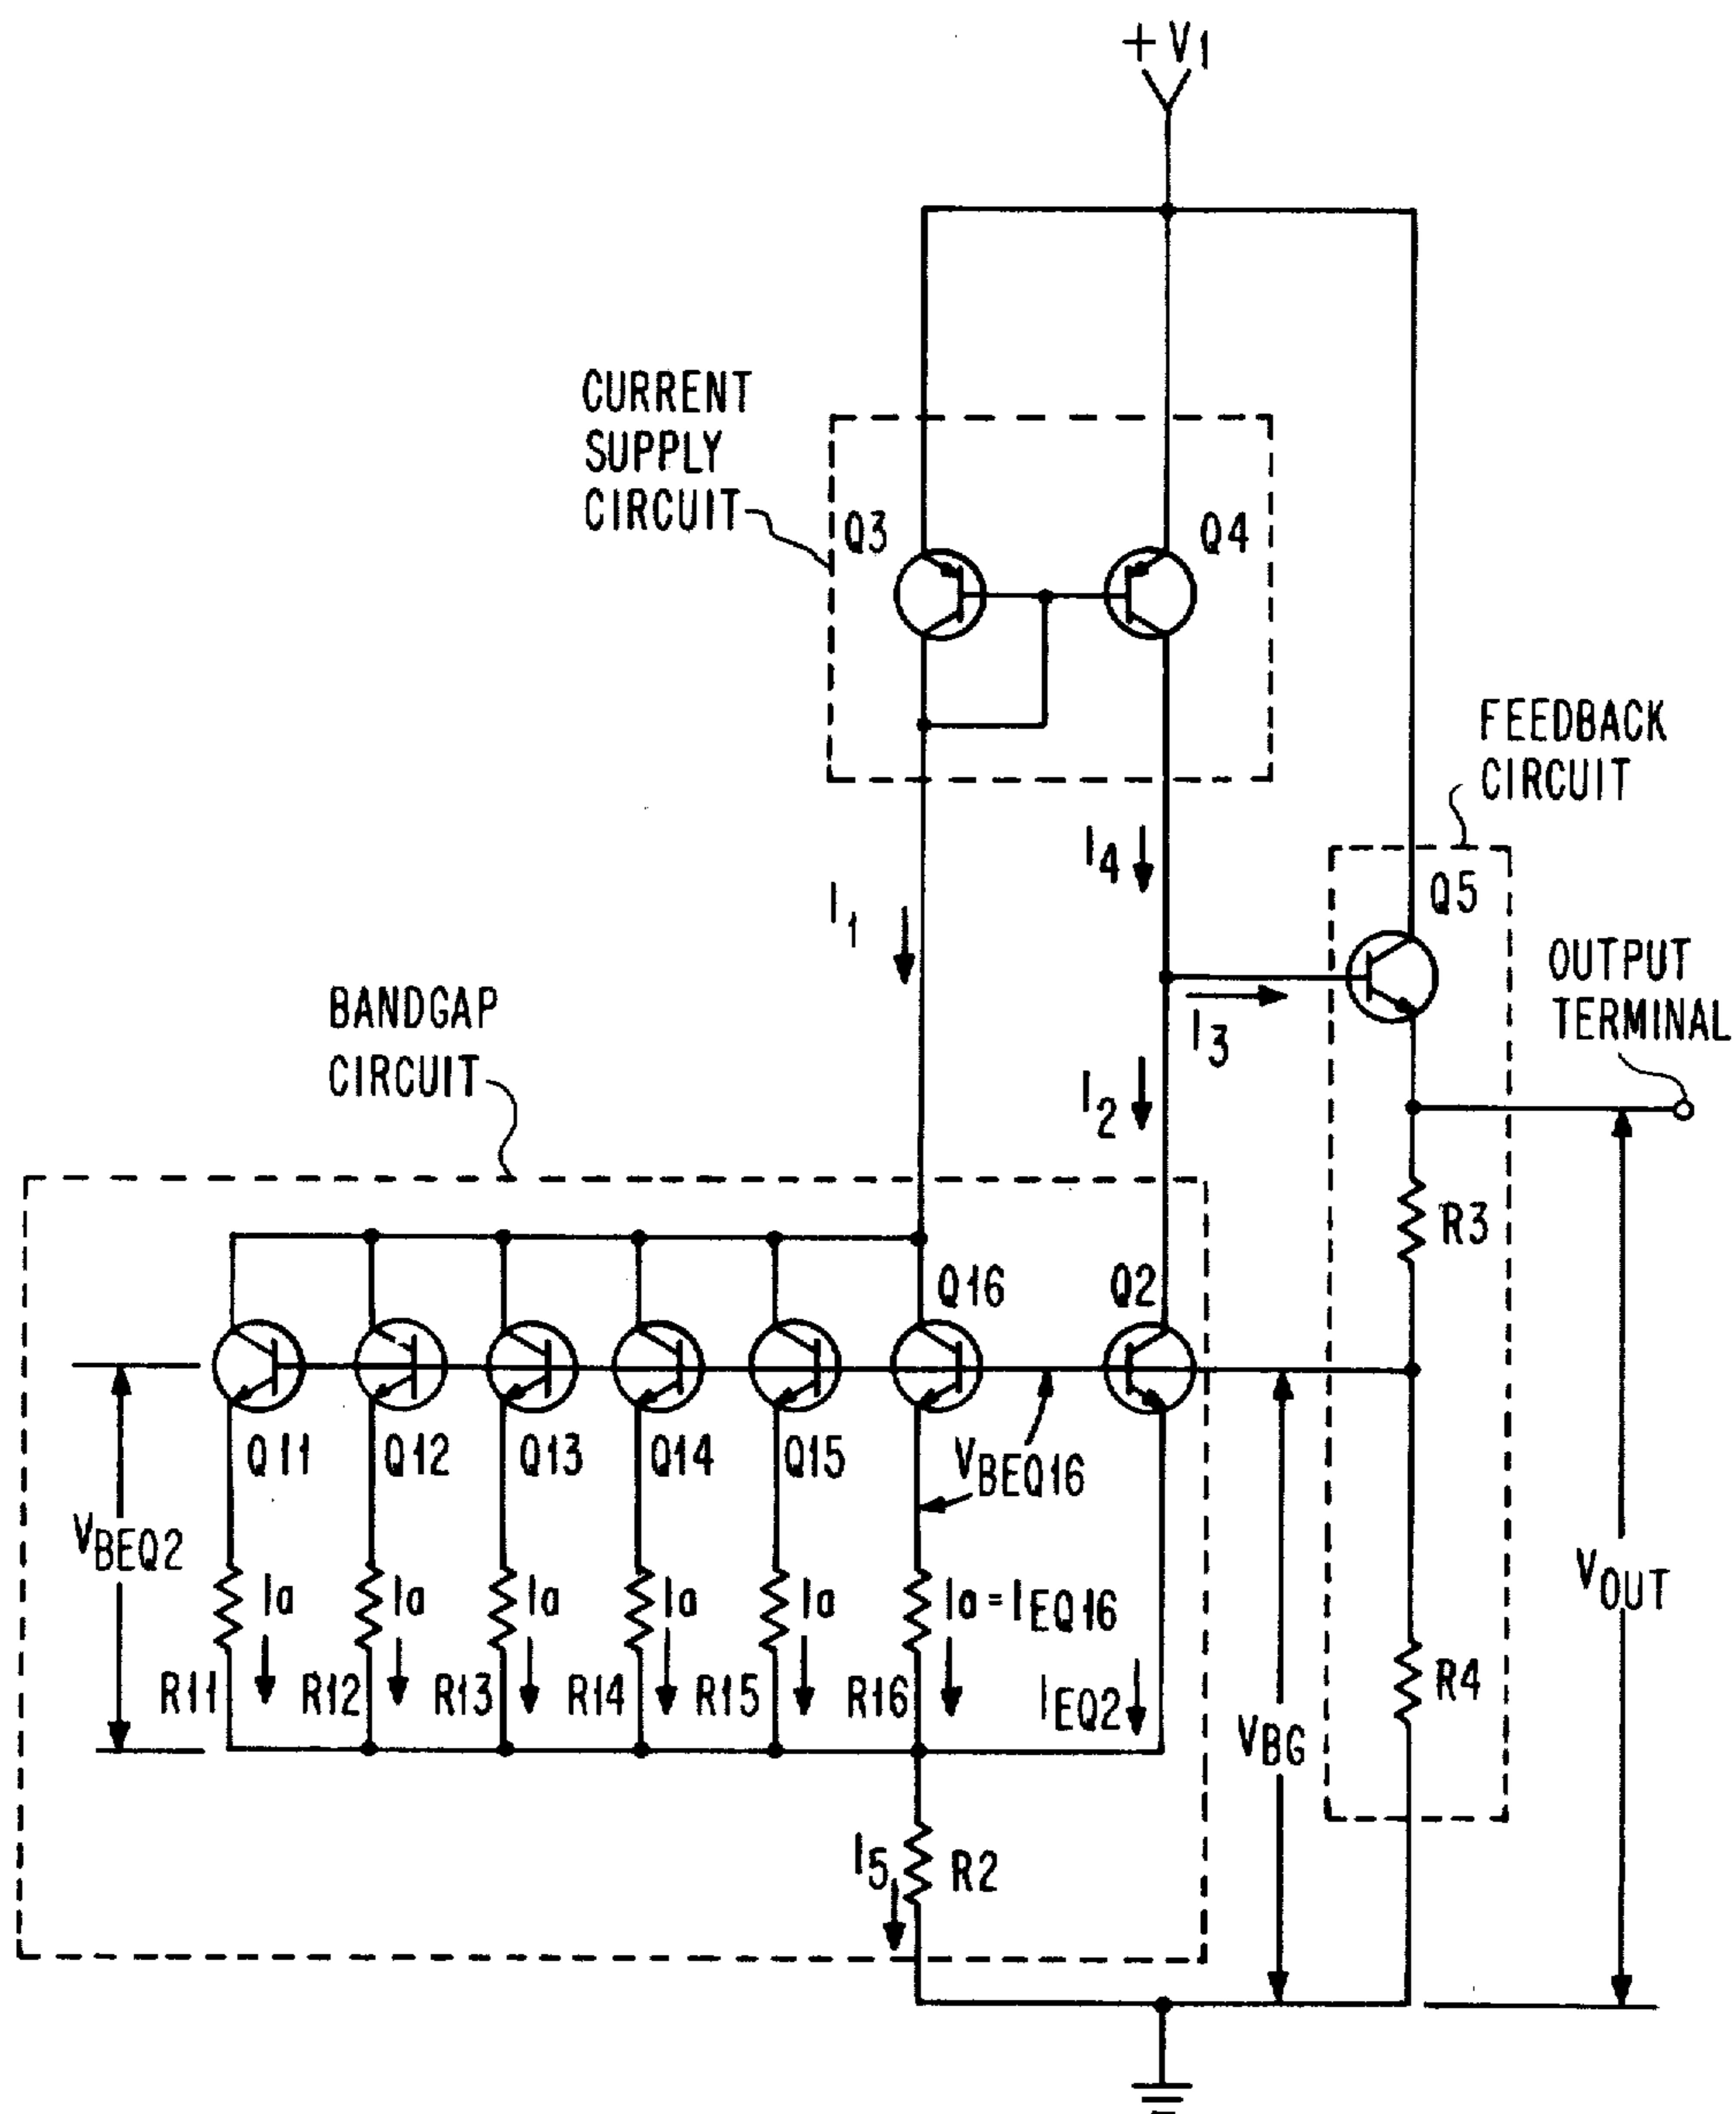 +V1
CURRENT
SUPPLY
CIRCUIT
Q3
Q4
FEEDBACK
CIRCUIT
I4
Q5
I1
OUTPUT
TERMINAL
BANDGAP
CIRCUIT
I3
I2
R3
Q16
Q2
Q11
Q12
Q13
Q14
Q15
VBEQ16
VBEQ2
Ia
Ia
Ia
Ia
Ia
Ia = IEQ16
VOUT
R11
R12
R13
R14
R15
R16
IEQ2
R4
VBG
I5
R2